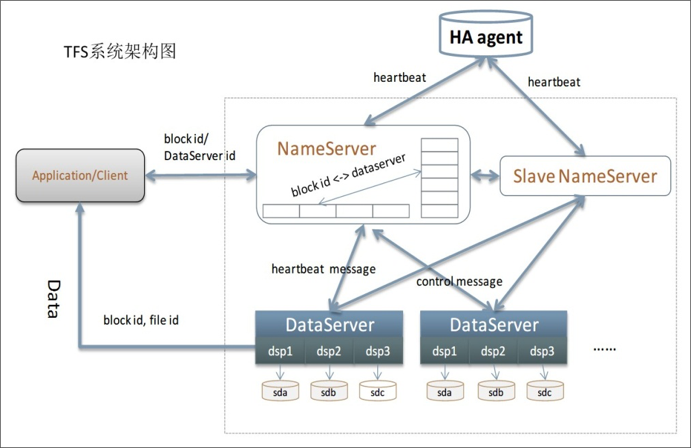 TFS系统架构图
HA agent
heartbeat
heartbeat
block id/
DataServer id
NameServer
block id <-> dataserver
Application/Client
Slave NameServer
heartbeat message
control message
Data
block id, file id
DataServer
dsp1
dsp2
dsp3
sda
sdb
sdc
DataServer
dsp1
dsp2
dsp3
sda
sdb
sdc
……